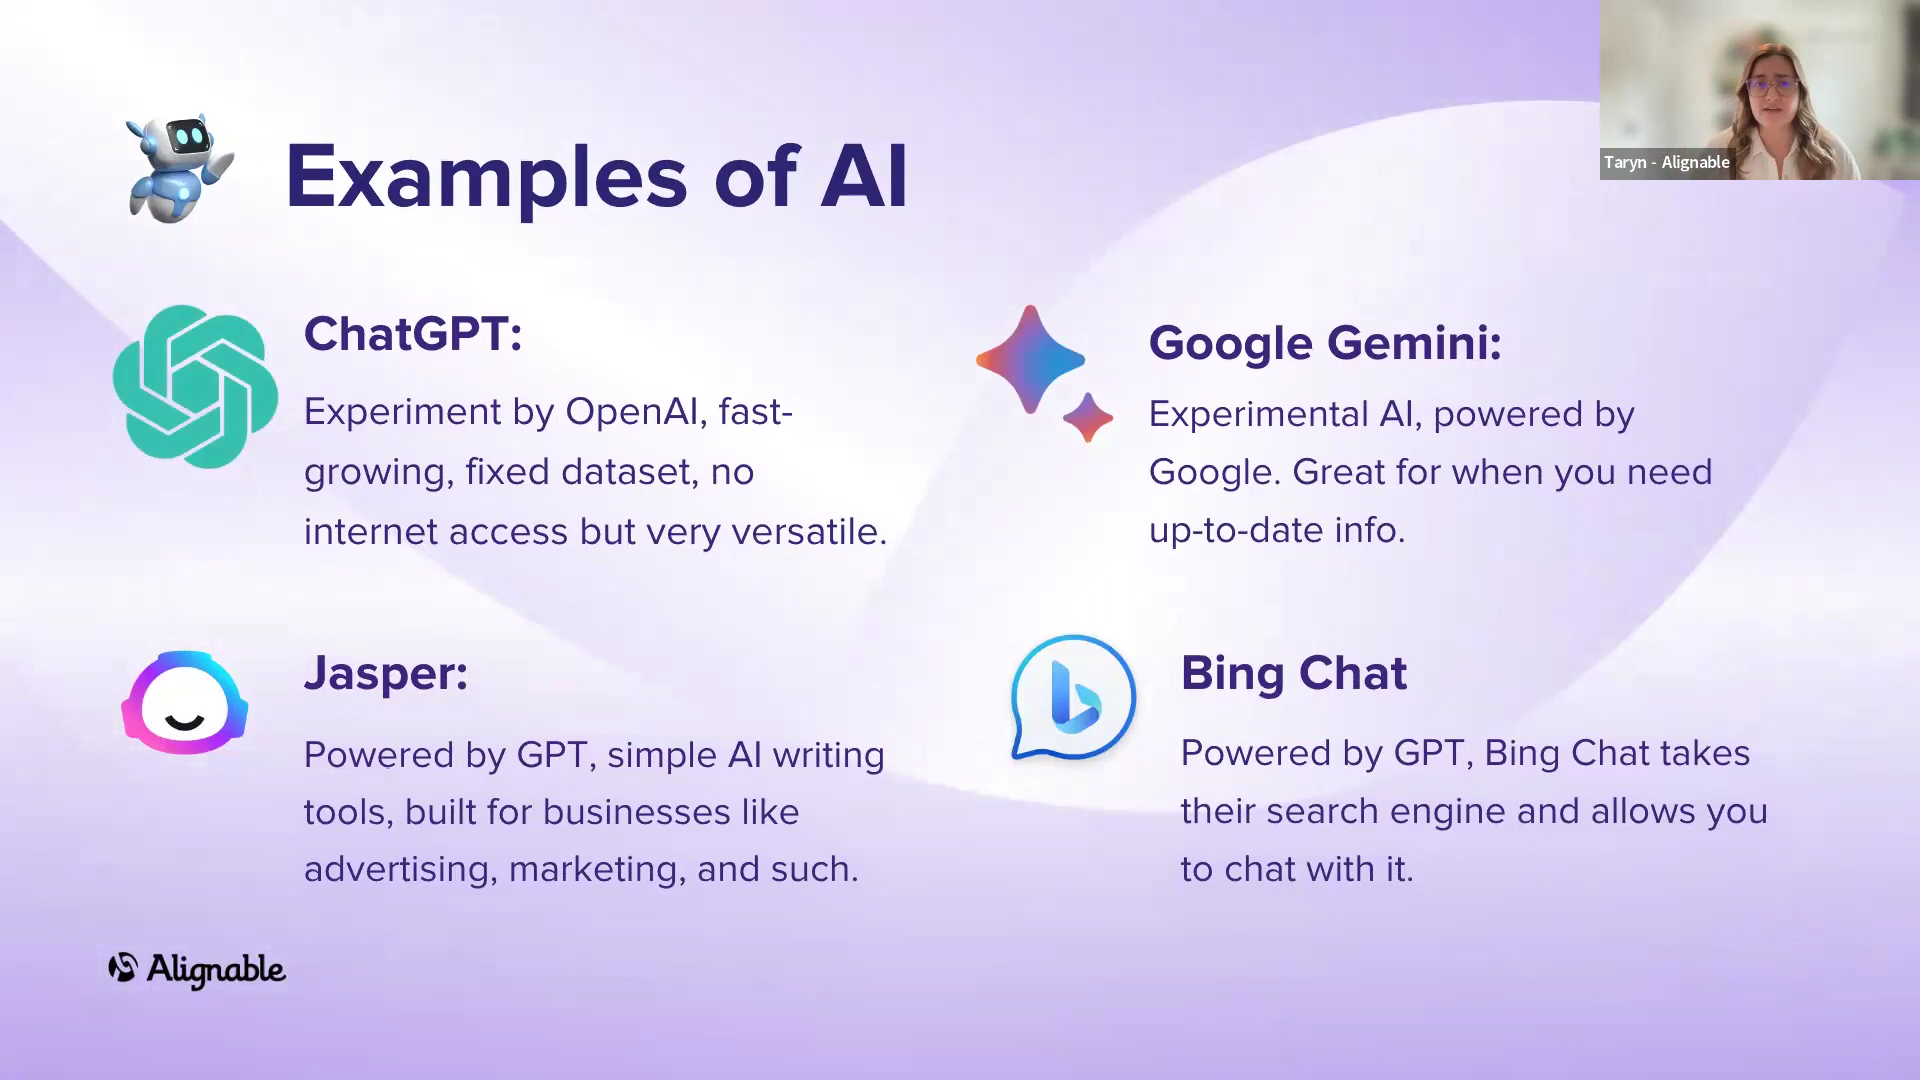 Examples of AI
Taryn - Alignable
ChatGPT:
Experiment by OpenAI, fast-
growing, fixed dataset, no
internet access but very versatile.
Google Gemini:
Experimental AI, powered by
Google. Great for when you need
up-to-date info.
Jasper:
Powered by GPT, simple AI writing
tools, built for businesses like
advertising, marketing, and such.
Bing Chat
Powered by GPT, Bing Chat takes
their search engine and allows you
to chat with it.
Alignable